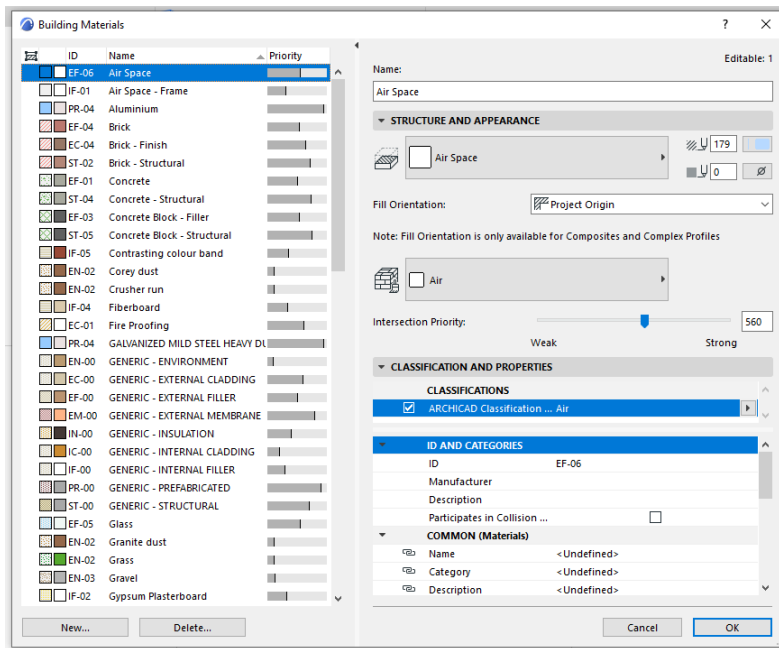 Building Materials
? ×
ID Name Priority
EF-06 Air Space
IF-01 Air Space - Frame
PR-04 Aluminium
EF-04 Brick
EC-04 Brick - Finish
ST-02 Brick - Structural
EF-01 Concrete
ST-04 Concrete - Structural
EF-03 Concrete Block - Filler
ST-05 Concrete Block - Structural
IF-05 Contrasting colour band
EN-02 Corey dust
EN-02 Crusher run
IF-04 Fiberboard
EC-01 Fire Proofing
PR-04 GALVANIZED MILD STEEL HEAVY DU
EN-00 GENERIC - ENVIRONMENT
EC-00 GENERIC - EXTERNAL CLADDING
EF-00 GENERIC - EXTERNAL FILLER
EM-00 GENERIC - EXTERNAL MEMBRANE
IN-00 GENERIC - INSULATION
IC-00 GENERIC - INTERNAL CLADDING
IF-00 GENERIC - INTERNAL FILLER
PR-00 GENERIC - PREFABRICATED
ST-00 GENERIC - STRUCTURAL
EF-05 Glass
EN-02 Granite dust
EN-02 Grass
EN-03 Gravel
IF-02 Gypsum Plasterboard
New... Delete...
Editable: 1
Name:
Air Space
STRUCTURE AND APPEARANCE
Air Space
179
0
Fill Orientation: Project Origin
Note: Fill Orientation is only available for Composites and Complex Profiles
Air
Intersection Priority: 560
Weak Strong
CLASSIFICATION AND PROPERTIES
CLASSIFICATIONS
ARCHICAD Classification ... Air
ID AND CATEGORIES
ID EF-06
Manufacturer
Description
Participates in Collision ...
COMMON (Materials)
Name <Undefined>
Category <Undefined>
Description <Undefined>
Cancel OK